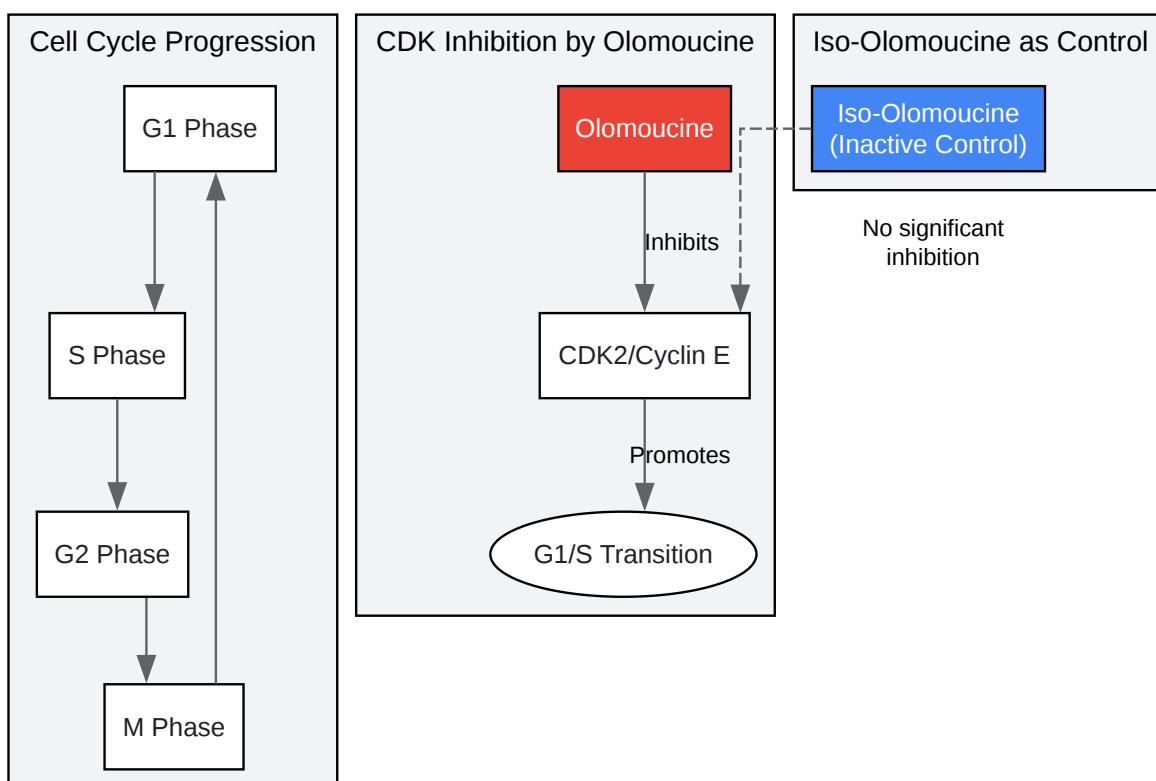 Cell Cycle Progression
G1 Phase
S Phase
G2 Phase
M Phase
CDK Inhibition by Olomoucine
Olomoucine
Inhibits
CDK2/Cyclin E
Promotes
G1/S Transition
Iso-Olomoucine as Control
Iso-Olomoucine
(Inactive Control)
No significant
inhibition